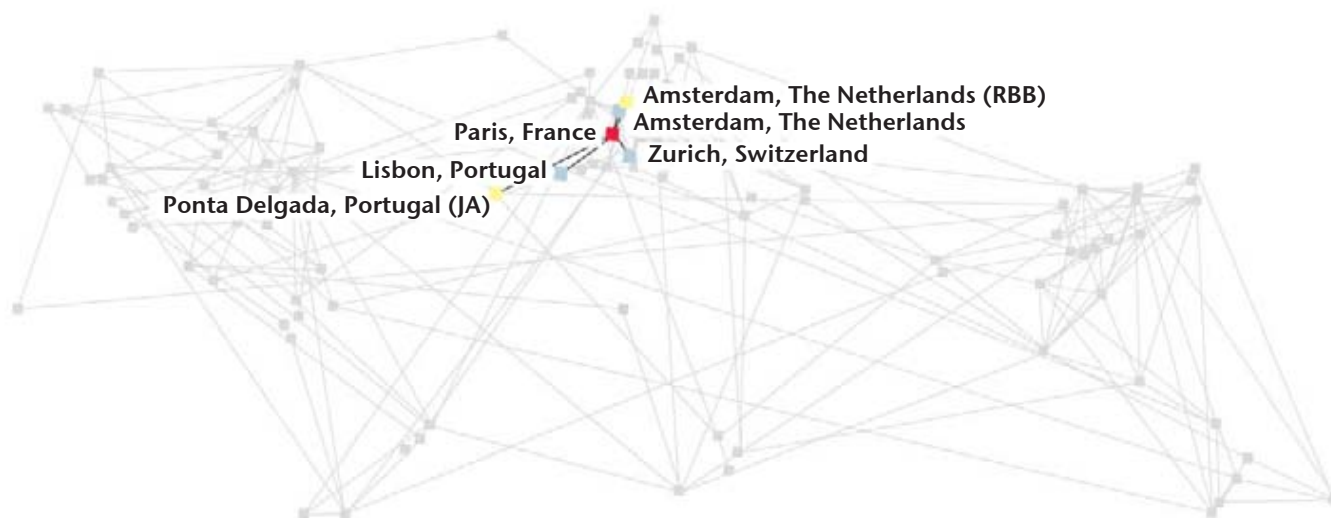 Amsterdam, The Netherlands (RBB)
Amsterdam, The Netherlands
Paris, France
Zurich, Switzerland
Lisbon, Portugal
Ponta Delgada, Portugal (JA)